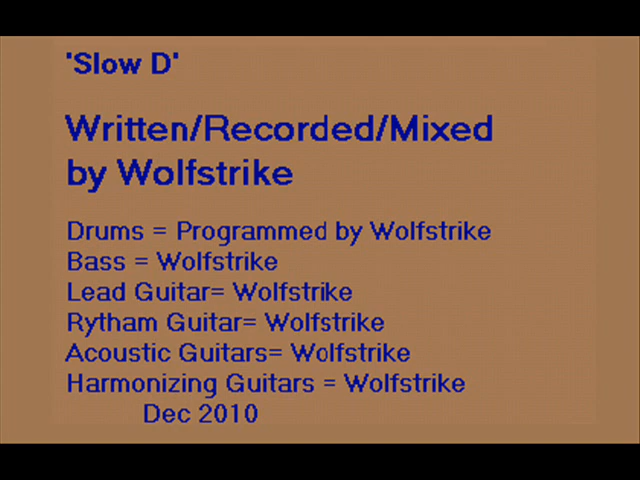 'Slow D'
Written/Recorded/Mixed
by Wolfstrike
Drums = Programmed by Wolfstrike
Bass = Wolfstrike
Lead Guitar= Wolfstrike
Rytham Guitar= Wolfstrike
Acoustic Guitars= Wolfstrike
Harmonizing Guitars = Wolfstrike
Dec 2010